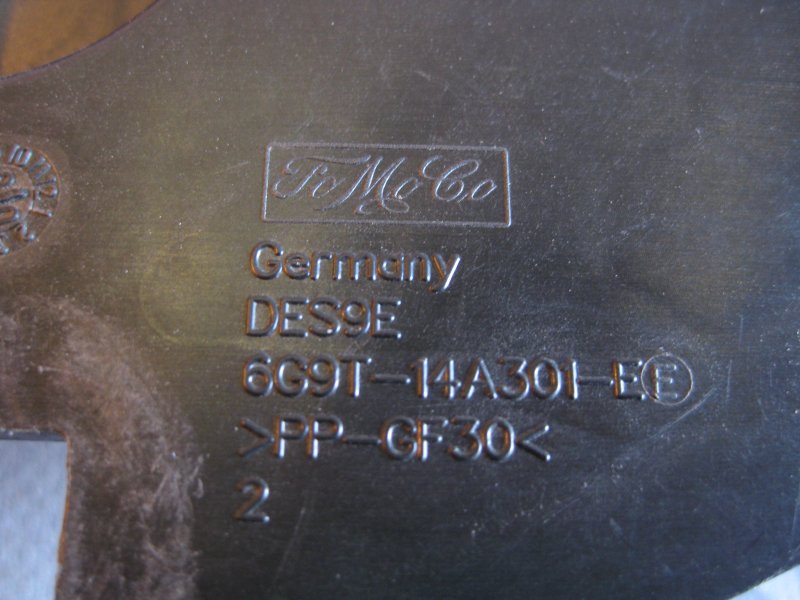 FoMoCo
Germany
DES9E
6G9T-14A301-EE
>PP-GF30<
2